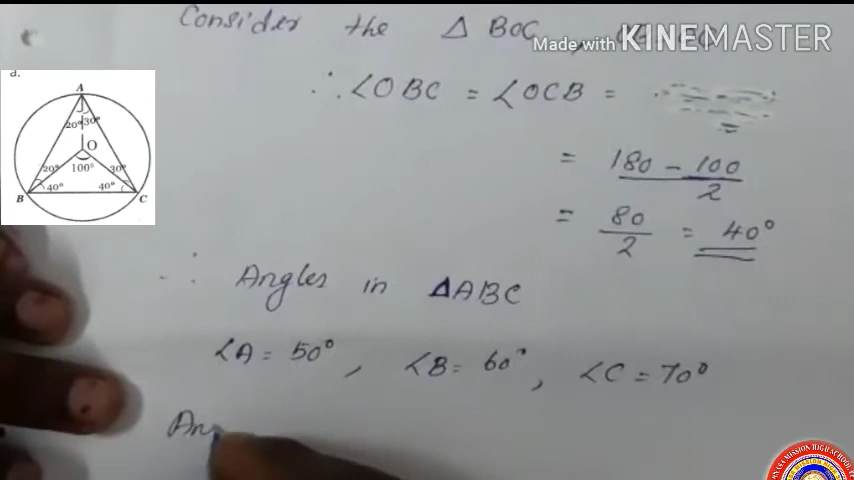 Consider the Δ BOC,
Made with KINEMASTER
∴ ∠OBC = ∠OCB =
= 180 - 100
2
= 80 = 40°
2
d.
A
20° 30°
O
20° 100° 30°
40° 40°
B C
∴ Angles in ΔABC
∠A = 50°, ∠B = 60°, ∠C = 70°
An